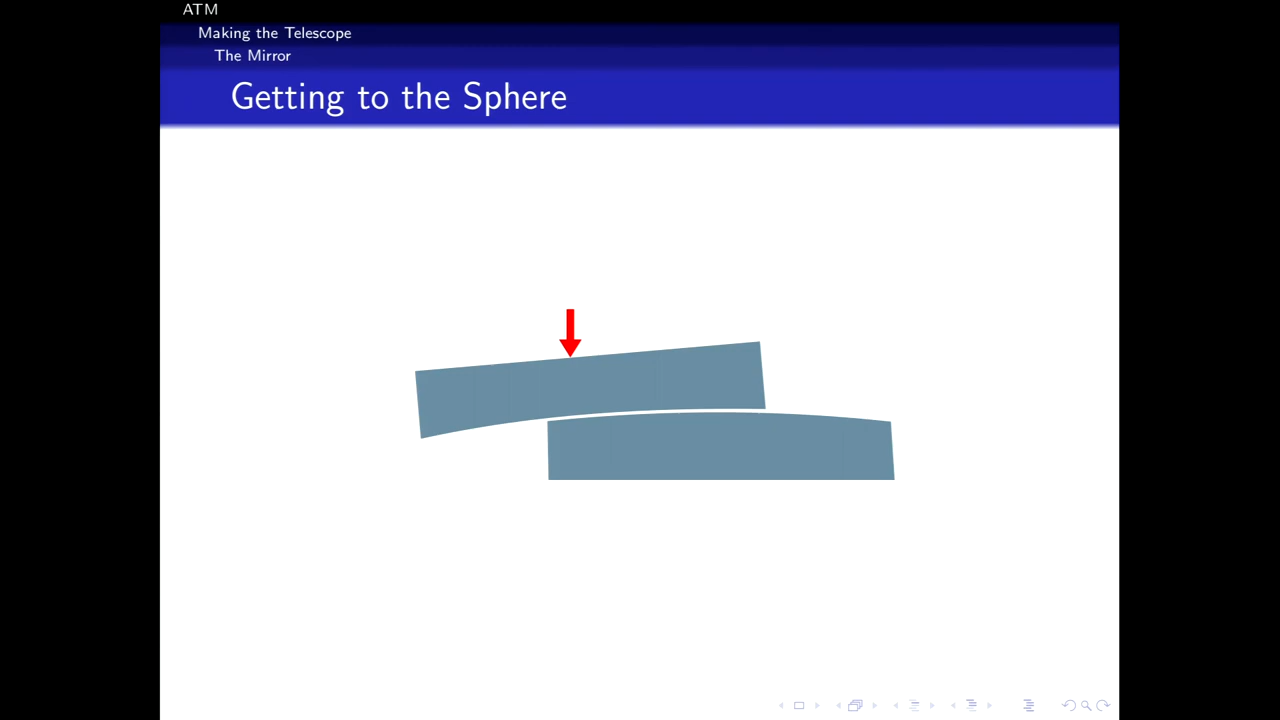 ATM
Making the Telescope
The Mirror
Getting to the Sphere